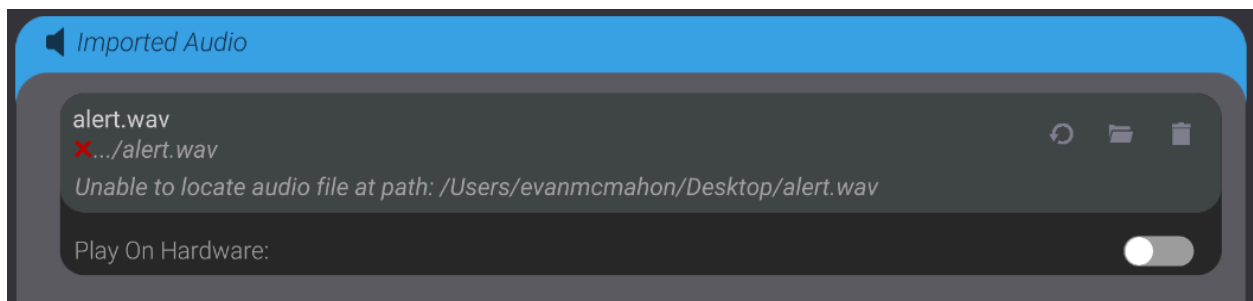 Imported Audio
alert.wav
.../alert.wav
Unable to locate audio file at path: /Users/evanmcmahon/Desktop/alert.wav
Play On Hardware: